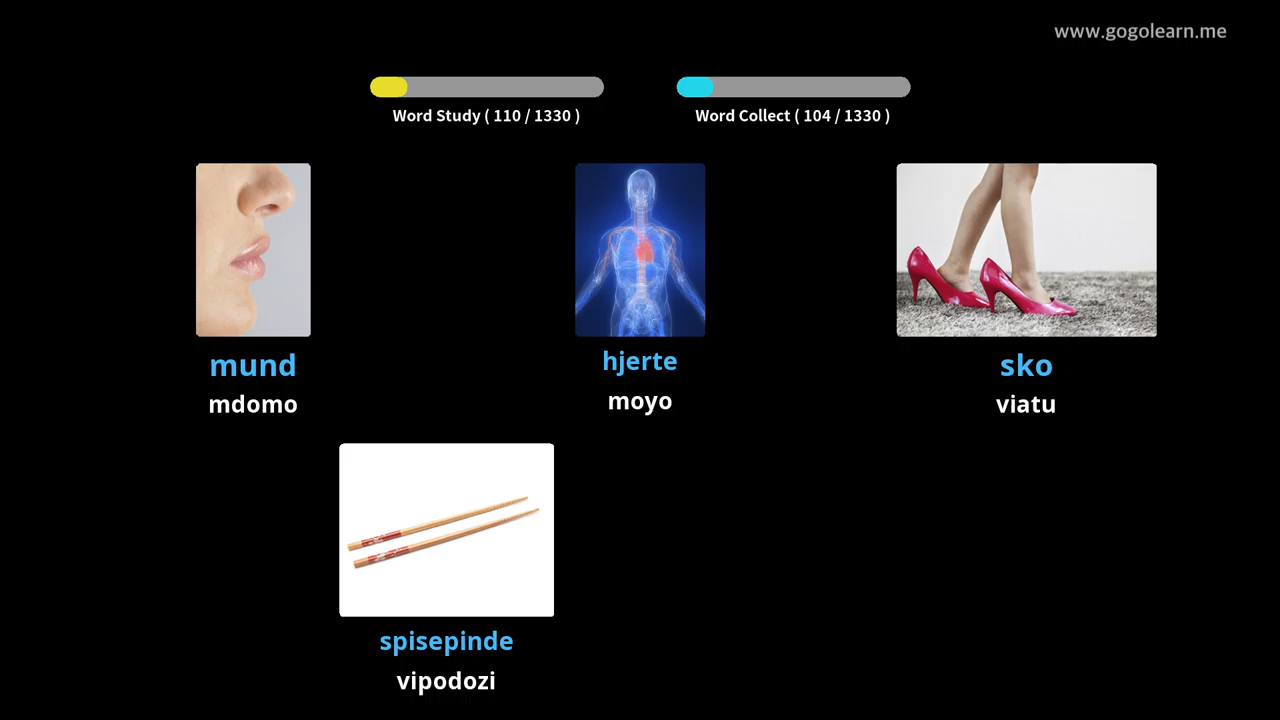 www.gogolearn.me
Word Study ( 110 / 1330 )
Word Collect ( 104 / 1330 )
mund
mdomo
hjerte
moyo
sko
viatu
spisepinde
vipodozi